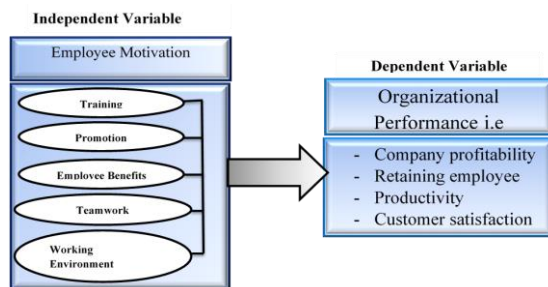 Independent Variable
Employee Motivation
Training
Promotion
Employee Benefits
Teamwork
Working
Environment
Dependent Variable
Organizational
Performance i.e
- Company profitability
- Retaining employee
- Productivity
- Customer satisfaction